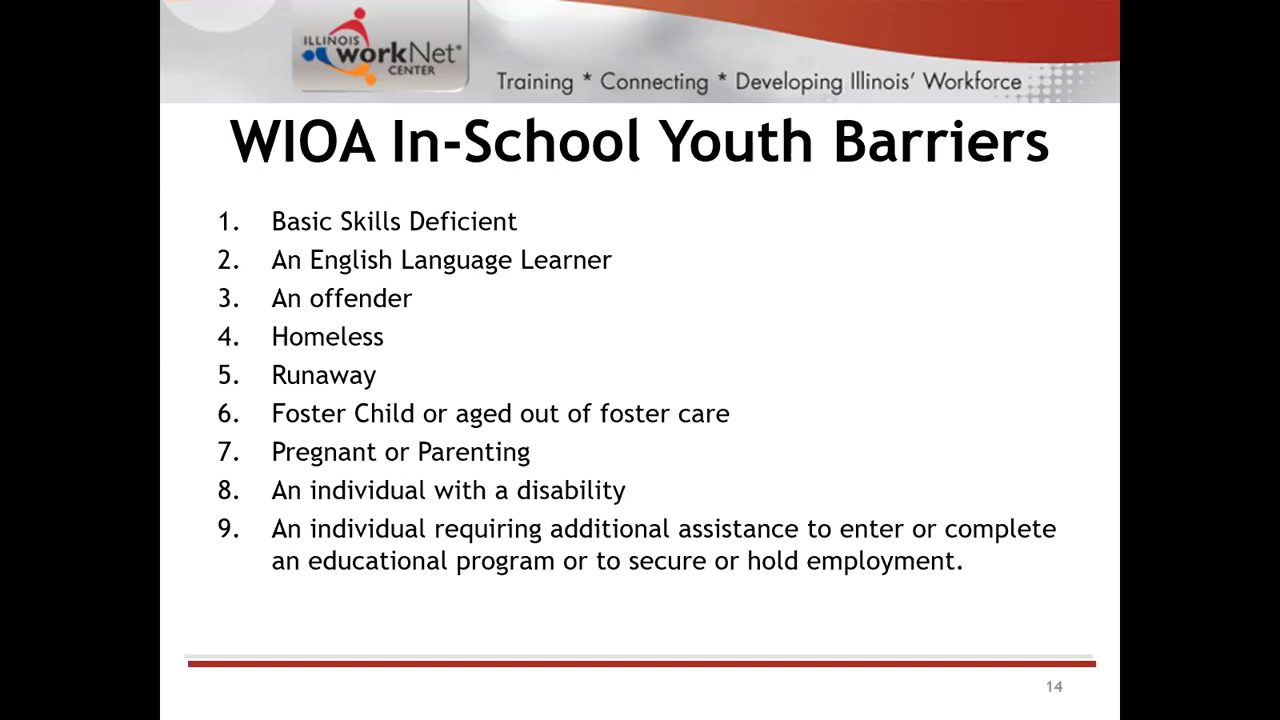 ILLINOIS
workNet®
CENTER
Training * Connecting * Developing Illinois' Workforce
WIOA In-School Youth Barriers
1. Basic Skills Deficient
2. An English Language Learner
3. An offender
4. Homeless
5. Runaway
6. Foster Child or aged out of foster care
7. Pregnant or Parenting
8. An individual with a disability
9. An individual requiring additional assistance to enter or complete
an educational program or to secure or hold employment.
14